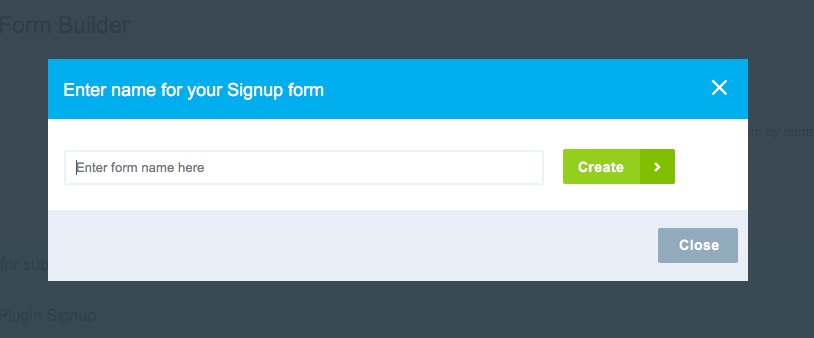 Form Builder
Enter name for your Signup form
by name
Enter form name here
Create
Close
for sub
Plugin Signup